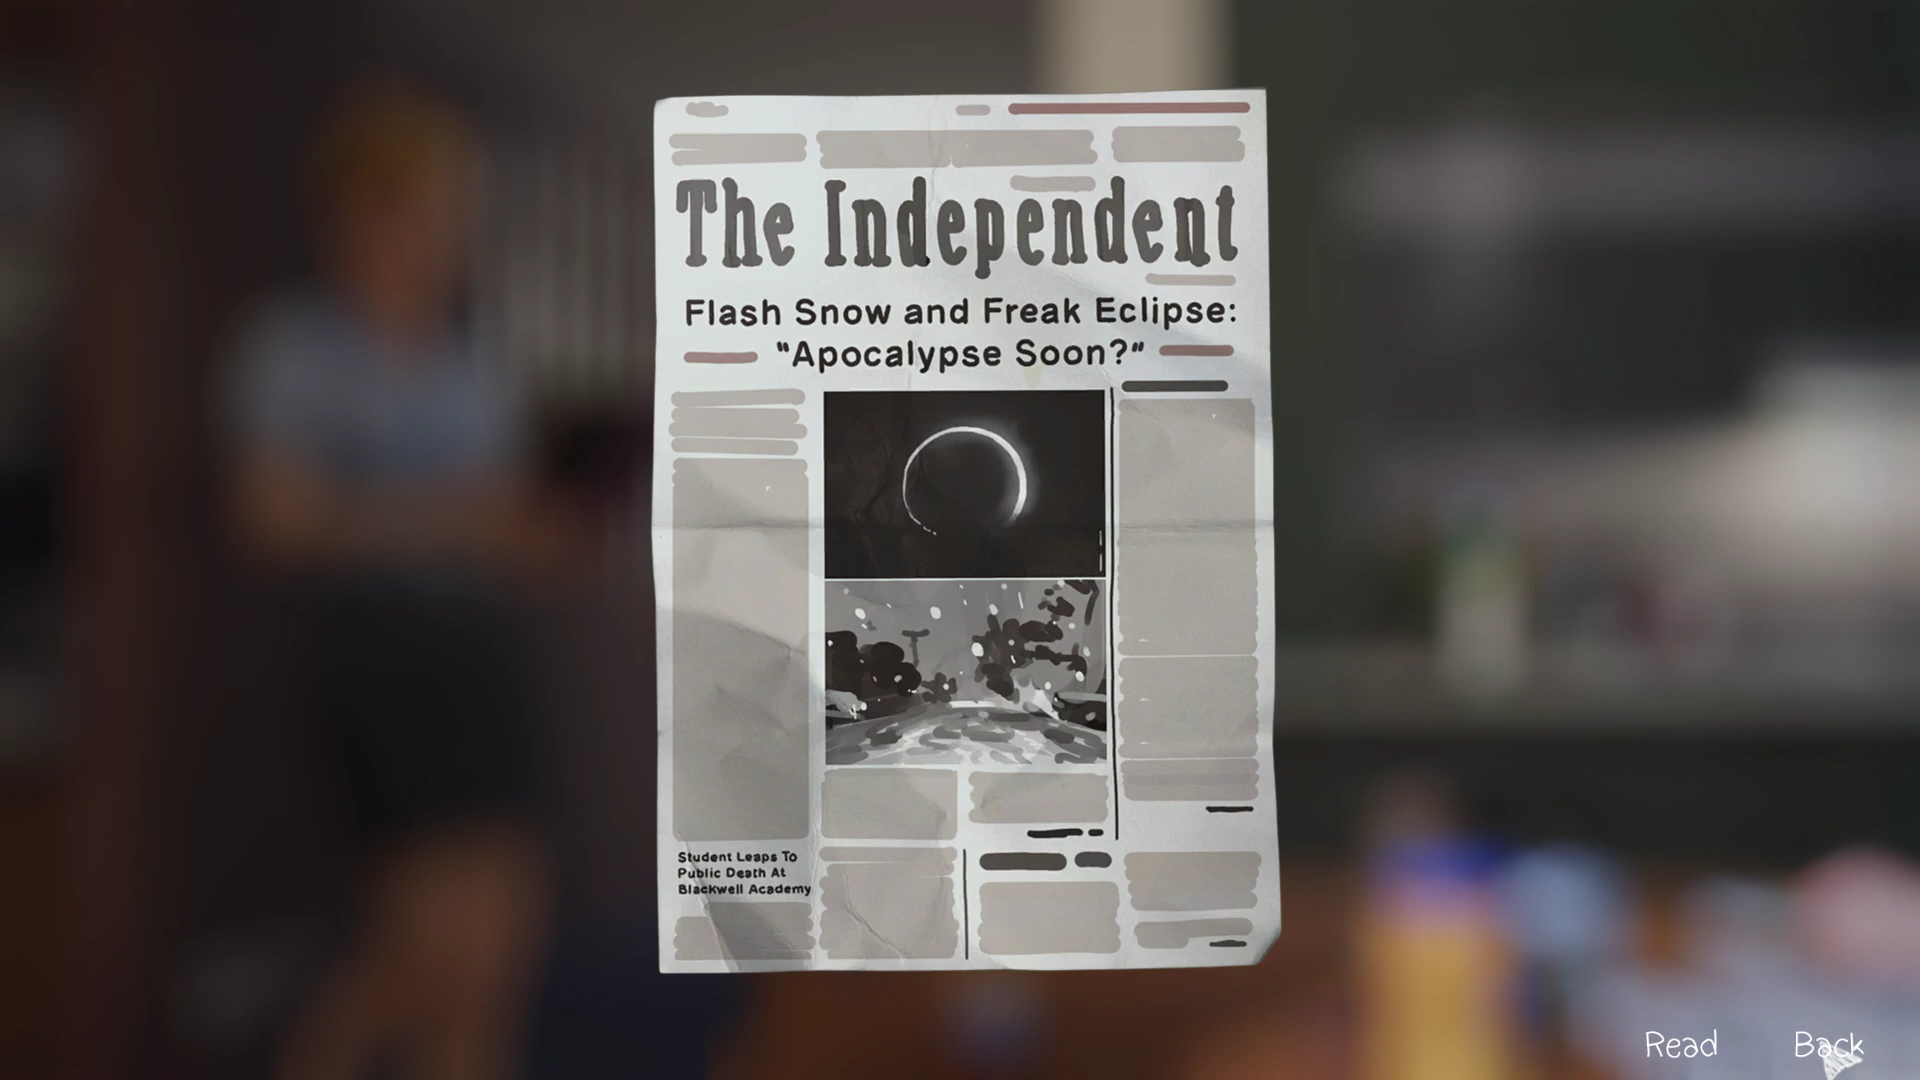 The Independent
Flash Snow and Freak Eclipse:
"Apocalypse Soon?"
Student Leaps To
Public Death At
Blackwell Academy
Read
Back